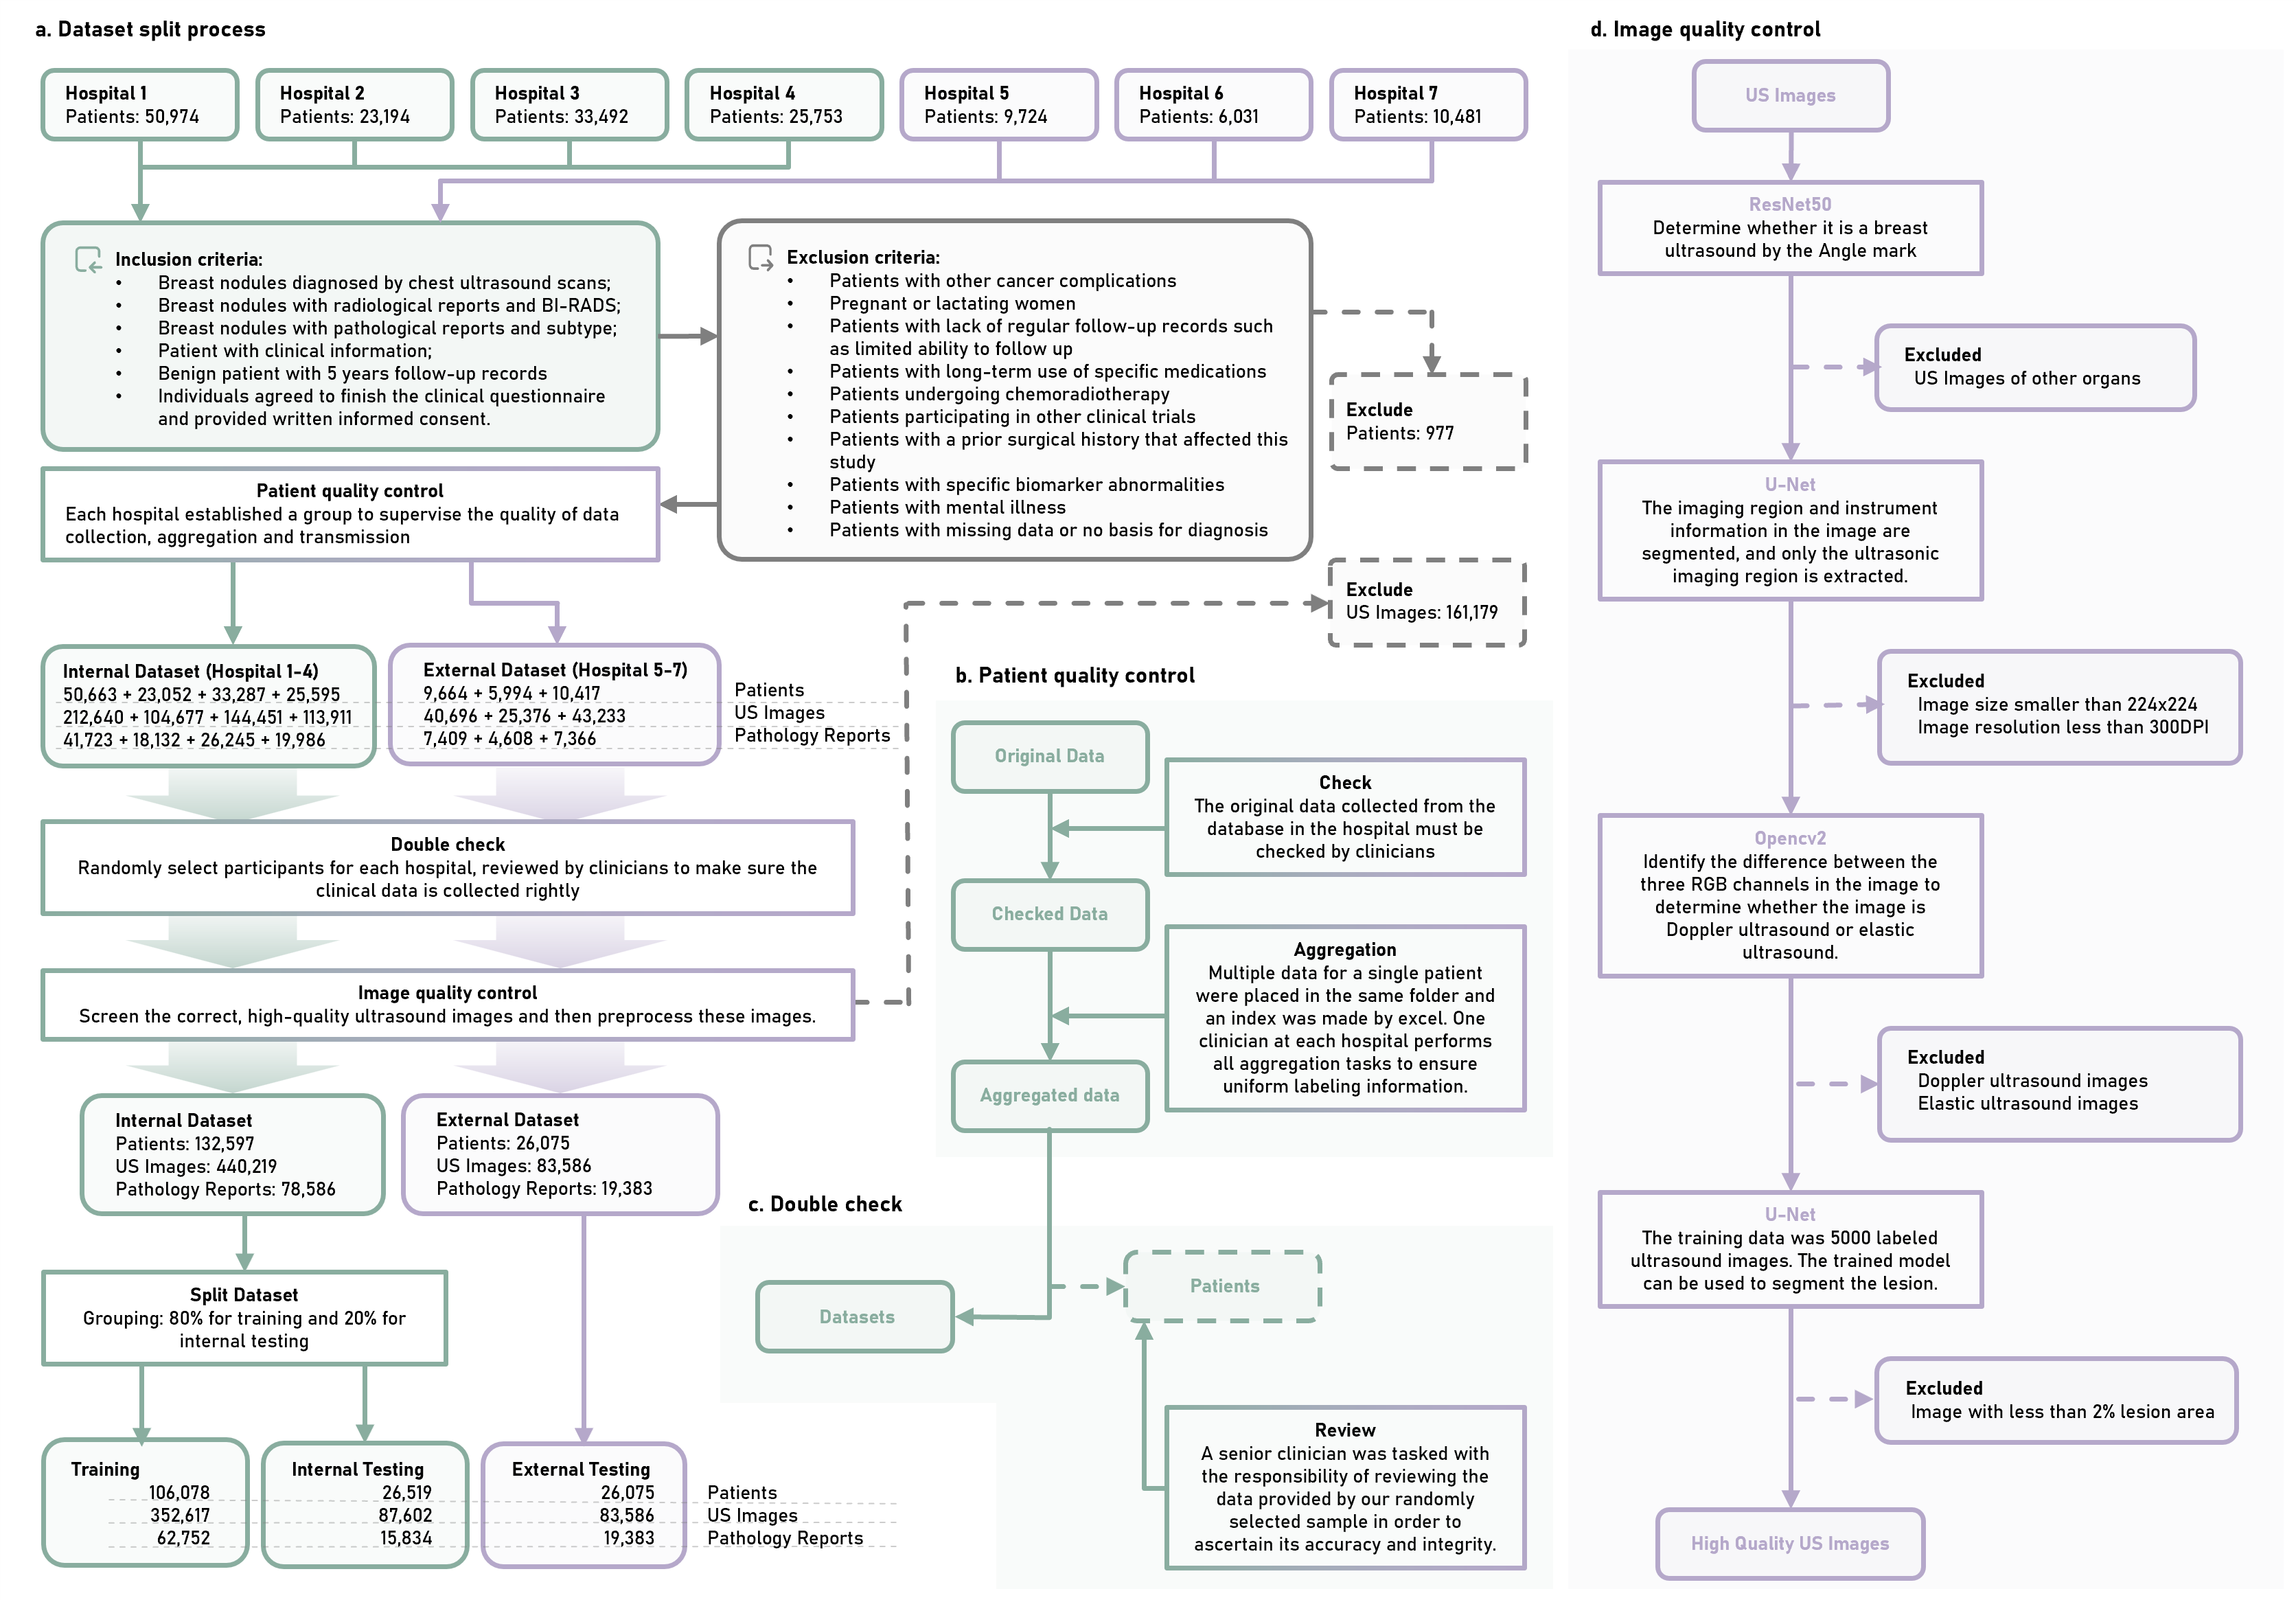 a. Dataset split process
Hospital 1
Patients: 50,974
Hospital 2
Patients: 23,194
Hospital 3
Patients: 33,492
Hospital 4
Patients: 25,753
Hospital 5
Patients: 9,724
Hospital 6
Patients: 6,031
Hospital 7
Patients: 10,481
Inclusion criteria:
• Breast nodules diagnosed by chest ultrasound scans;
• Breast nodules with radiological reports and BI-RADS;
• Breast nodules with pathological reports and subtype;
• Patient with clinical information;
• Benign patient with 5 years follow-up records
• Individuals agreed to finish the clinical questionnaire
and provided written informed consent.
Exclusion criteria:
• Patients with other cancer complications
• Pregnant or lactating women
• Patients with lack of regular follow-up records such
as limited ability to follow up
• Patients with long-term use of specific medications
• Patients undergoing chemoradiotherapy
• Patients participating in other clinical trials
• Patients with a prior surgical history that affected this
study
• Patients with specific biomarker abnormalities
• Patients with mental illness
• Patients with missing data or no basis for diagnosis
Exclude
Patients: 977
Patient quality control
Each hospital established a group to supervise the quality of data
collection, aggregation and transmission
Exclude
US Images: 161,179
Internal Dataset (Hospital 1-4)
50,663 + 23,052 + 33,287 + 25,595
212,640 + 104,677 + 144,451 + 113,911
41,723 + 18,132 + 26,245 + 19,986
External Dataset (Hospital 5-7)
9,664 + 5,994 + 10,417
40,696 + 25,376 + 43,233
7,409 + 4,608 + 7,366
Patients
US Images
Pathology Reports
Double check
Randomly select participants for each hospital, reviewed by clinicians to make sure the
clinical data is collected rightly
Image quality control
Screen the correct, high-quality ultrasound images and then preprocess these images.
Internal Dataset
Patients: 132,597
US Images: 440,219
Pathology Reports: 78,586
External Dataset
Patients: 26,075
US Images: 83,586
Pathology Reports: 19,383
Split Dataset
Grouping: 80% for training and 20% for
internal testing
Training
106,078
352,617
62,752
Internal Testing
26,519
87,602
15,834
External Testing
26,075
83,586
19,383
Patients
US Images
Pathology Reports
b. Patient quality control
Original Data
Check
The original data collected from the
database in the hospital must be
checked by clinicians
Checked Data
Aggregation
Multiple data for a single patient
were placed in the same folder and
an index was made by excel. One
clinician at each hospital performs
all aggregation tasks to ensure
uniform labeling information.
Aggregated data
c. Double check
Patients
Datasets
Review
A senior clinician was tasked with
the responsibility of reviewing the
data provided by our randomly
selected sample in order to
ascertain its accuracy and integrity.
d. Image quality control
US Images
ResNet50
Determine whether it is a breast
ultrasound by the Angle mark
Excluded
US Images of other organs
U-Net
The imaging region and instrument
information in the image are
segmented, and only the ultrasonic
imaging region is extracted.
Excluded
Image size smaller than 224x224
Image resolution less than 300DPI
Opencv2
Identify the difference between the
three RGB channels in the image to
determine whether the image is
Doppler ultrasound or elastic
ultrasound.
Excluded
Doppler ultrasound images
Elastic ultrasound images
U-Net
The training data was 5000 labeled
ultrasound images. The trained model
can be used to segment the lesion.
Excluded
Image with less than 2% lesion area
High Quality US Images